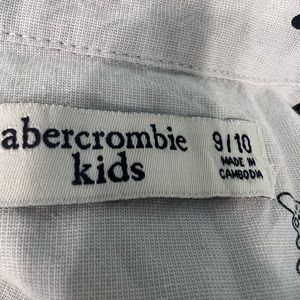 abercrombie
kids
9/10
MADE IN
CAMBODIA